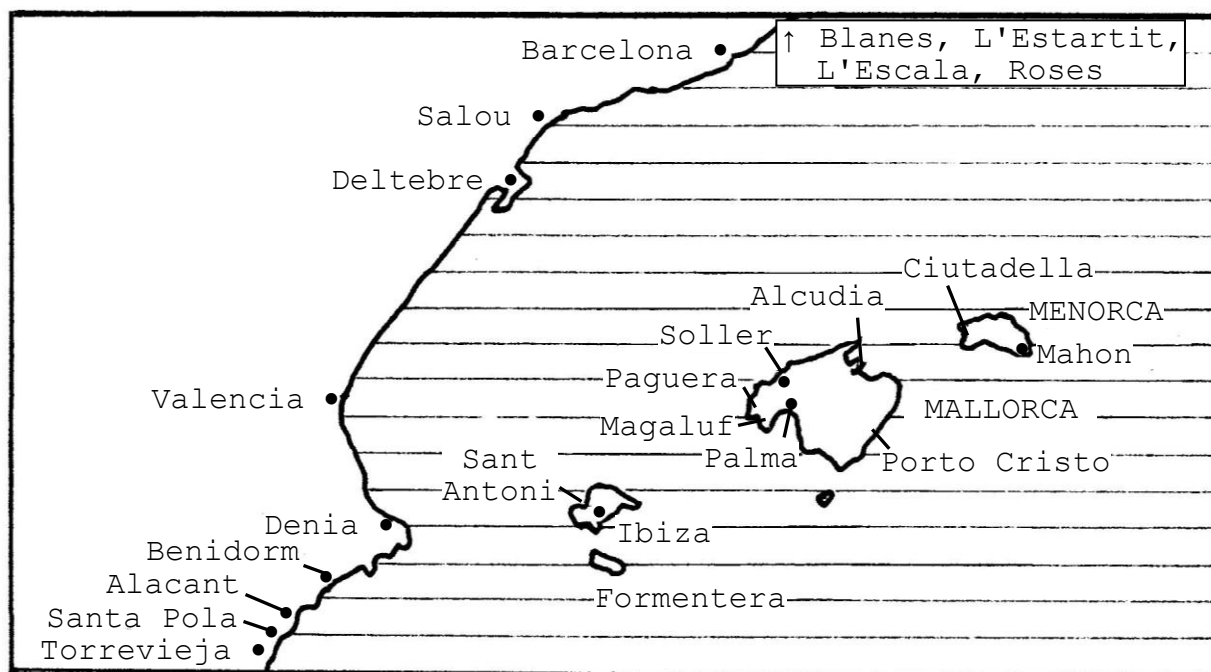 Barcelona
↑ Blanes, L'Estartit,
L'Escala, Roses
Salou
Deltebre
Ciutadella
Alcudia
MENORCA
Soller
Mahon
Paguera
Valencia
MALLORCA
Magaluf
Palma
Porto Cristo
Sant
Antoni
Denia
Ibiza
Benidorm
Alacant
Formentera
Santa Pola
Torrevieja